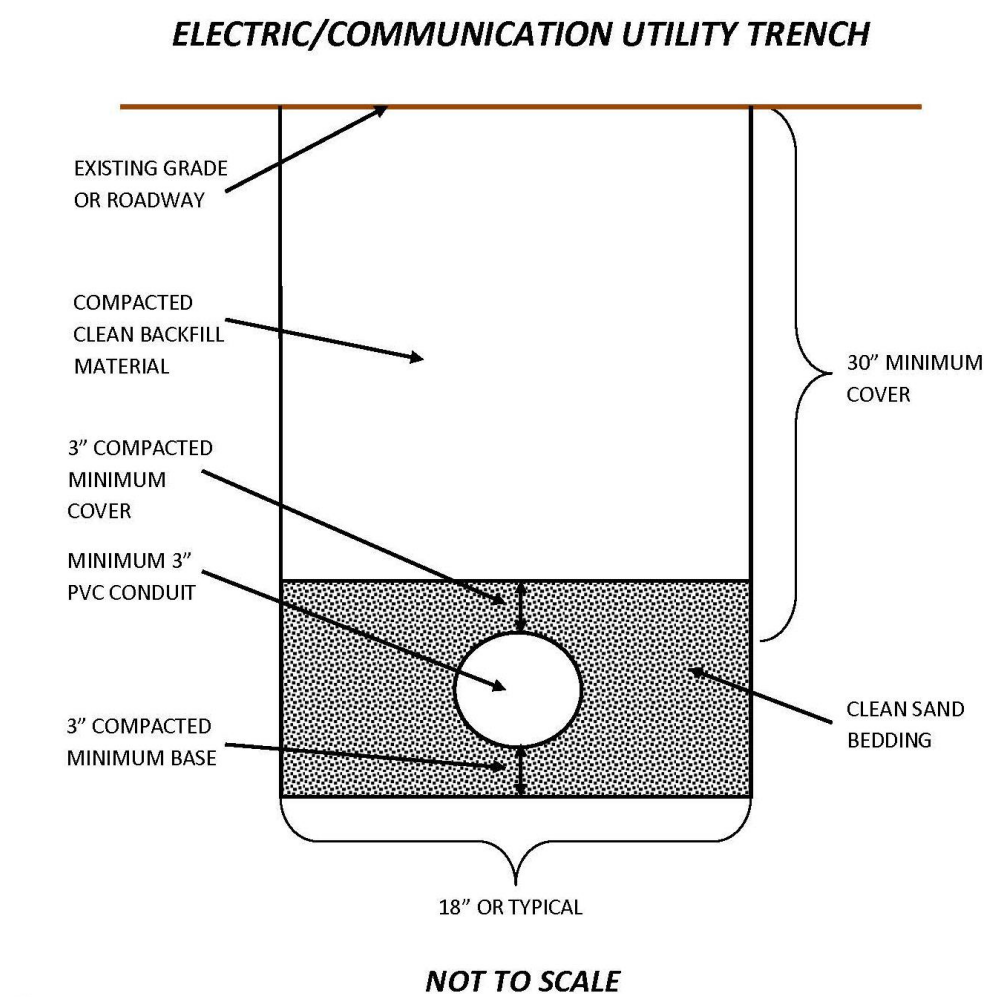 ELECTRIC/COMMUNICATION UTILITY TRENCH
EXISTING GRADE
OR ROADWAY
COMPACTED
CLEAN BACKFILL
MATERIAL
30” MINIMUM
COVER
3” COMPACTED
MINIMUM
COVER
MINIMUM 3”
PVC CONDUIT
3” COMPACTED
MINIMUM BASE
CLEAN SAND
BEDDING
18” OR TYPICAL
NOT TO SCALE